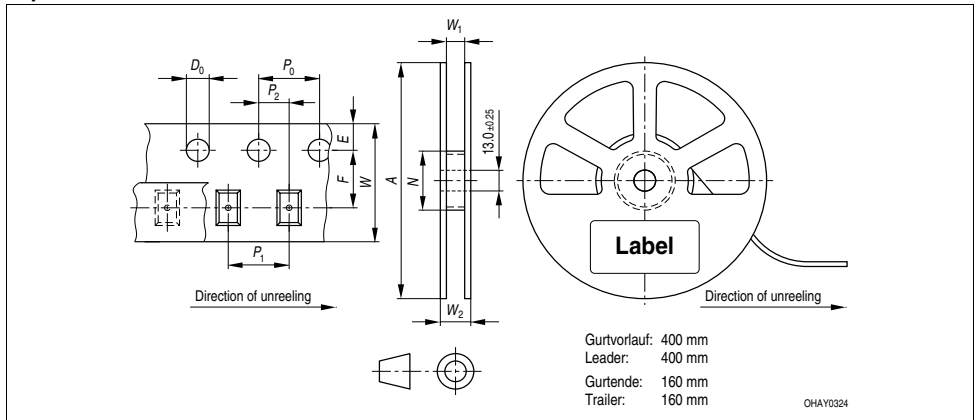 W1
D0
P0
P2
E
F
W
A
N
13.0 ±0.25
Label
P1
Direction of unreeling
W2
Direction of unreeling
Gurtvorlauf: 400 mm
Leader: 400 mm
Gurtende: 160 mm
Trailer: 160 mm
OHAY0324